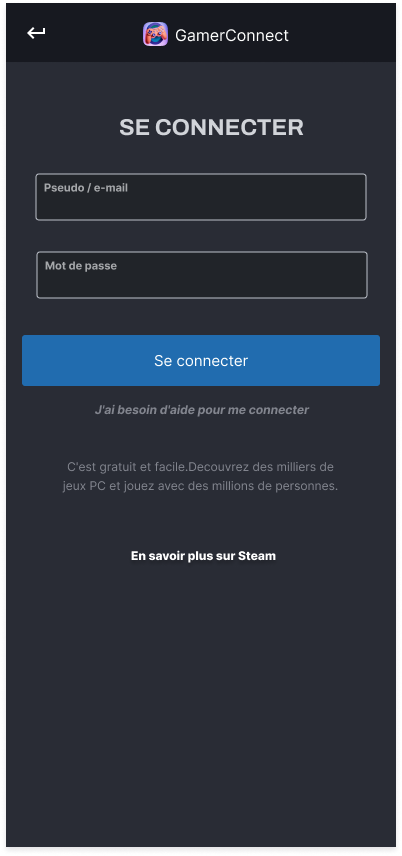 GamerConnect
SE CONNECTER
Pseudo / e-mail
Mot de passe
Se connecter
J'ai besoin d'aide pour me connecter
C'est gratuit et facile.Decouvrez des milliers de
jeux PC et jouez avec des millions de personnes.
En savoir plus sur Steam